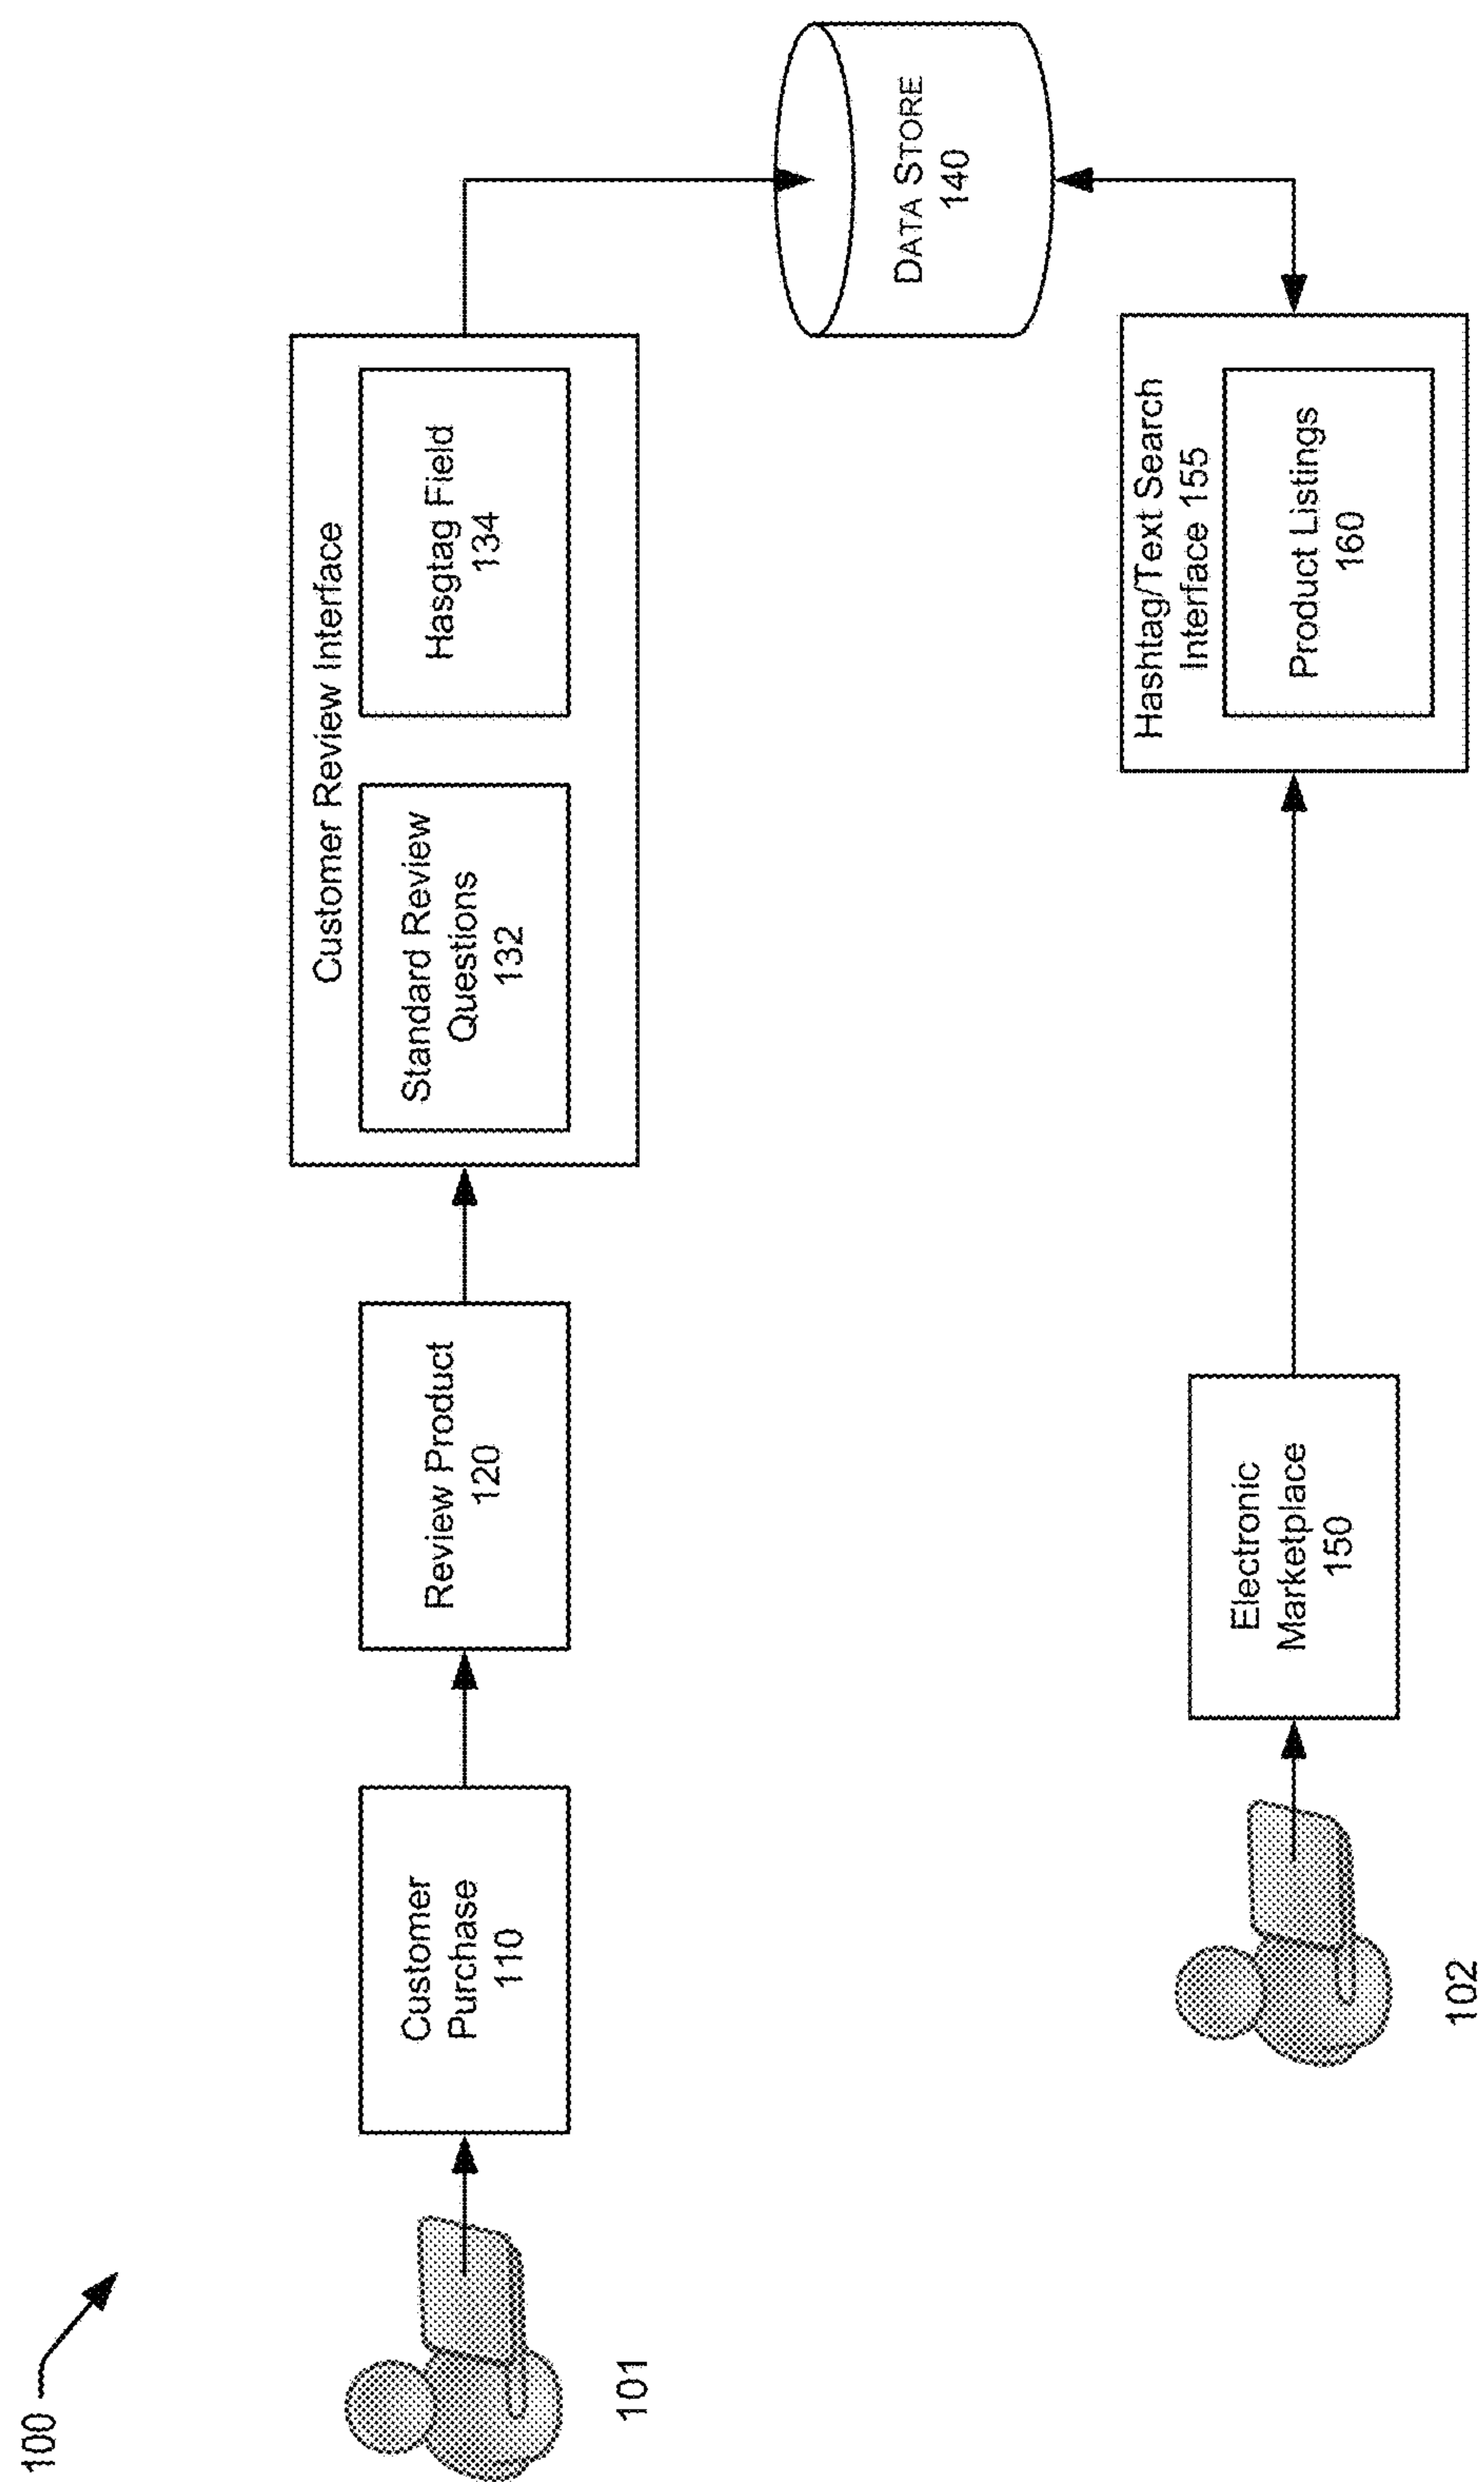 100
Customer Review Interface
Customer
Purchase
110
Review Product
120
Standard Review
Questions
132
Hasgtag Field
134
101
DATA STORE
140
Electronic
Marketplace
150
Hashtag/Text Search
Interface 155
Product Listings
160
102